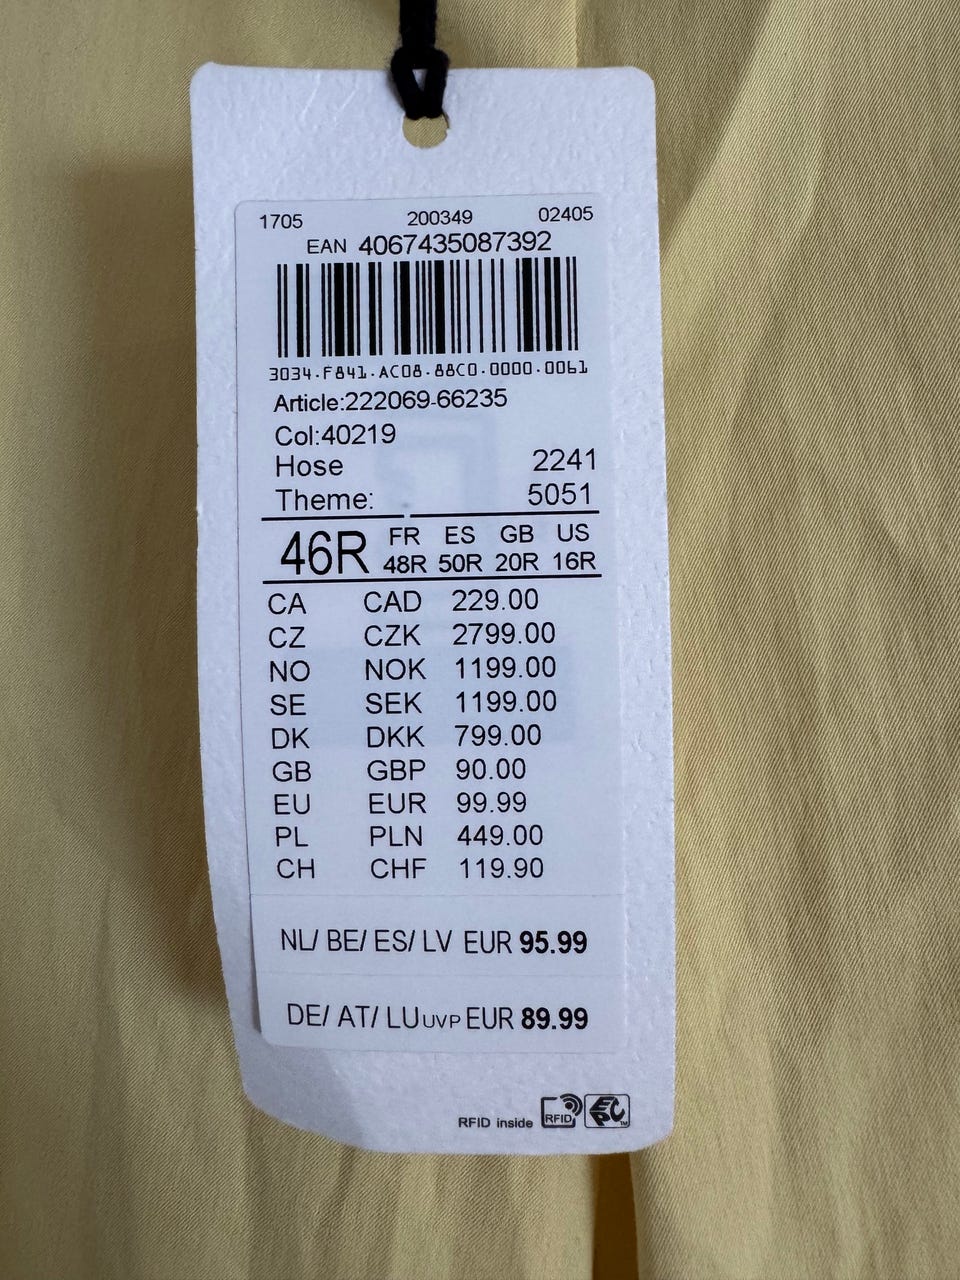 1705 200349 02405
EAN 4067435087392
3034.F841.AC08.88C0.0000.0061
Article:222069-66235
Col:40219
Hose 2241
Theme: 5051
46R FR ES GB US
48R 50R 20R 16R
CA CAD 229.00
CZ CZK 2799.00
NO NOK 1199.00
SE SEK 1199.00
DK DKK 799.00
GB GBP 90.00
EU EUR 99.99
PL PLN 449.00
CH CHF 119.90
NL/ BE/ ES/ LV EUR 95.99
DE/ AT/ LU UVP EUR 89.99
RFID inside RFID EPC TM